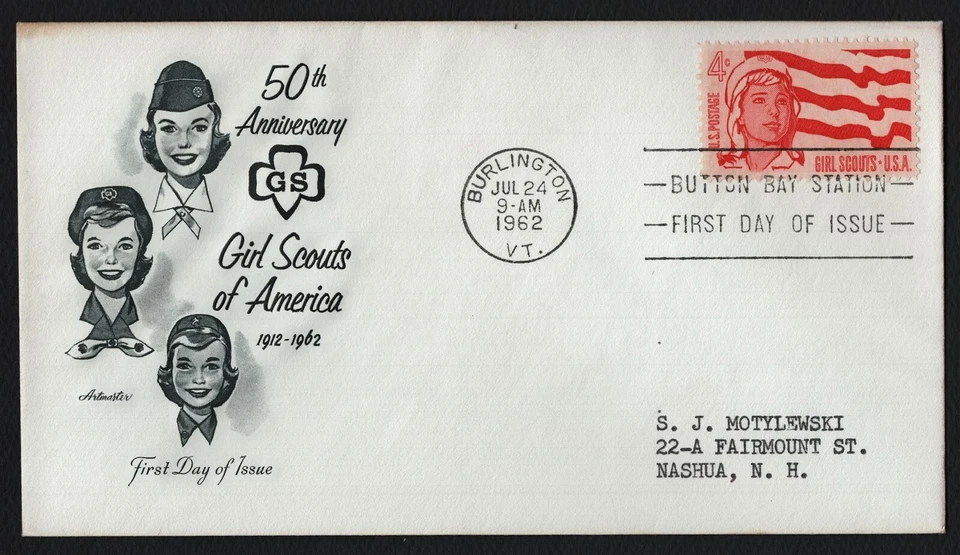 50th
Anniversary
GS
Girl Scouts
of America
1912-1962
Artmaster
First Day of Issue
BURLINGTON
JUL 24
9-AM
1962
VT.
4c
U.S. POSTAGE
GIRL SCOUTS · U.S.A.
BUTTON BAY STATION
FIRST DAY OF ISSUE
S. J. MOTYLEWSKI
22-A FAIRMOUNT ST.
NASHUA, N. H.